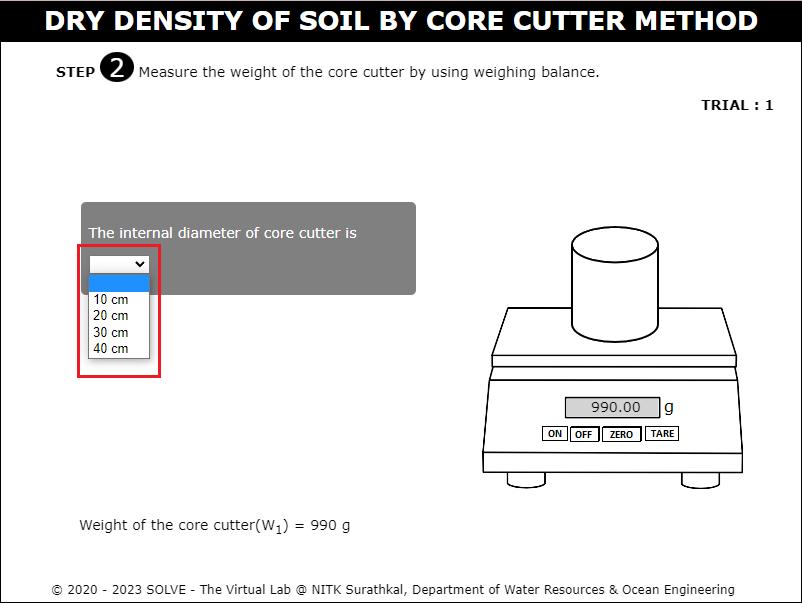 DRY DENSITY OF SOIL BY CORE CUTTER METHOD
STEP 2 Measure the weight of the core cutter by using weighing balance.
TRIAL : 1
The internal diameter of core cutter is
10 cm
20 cm
30 cm
40 cm
990.00 g
ON OFF ZERO TARE
Weight of the core cutter(W1) = 990 g
© 2020 - 2023 SOLVE - The Virtual Lab @ NITK Surathkal, Department of Water Resources & Ocean Engineering